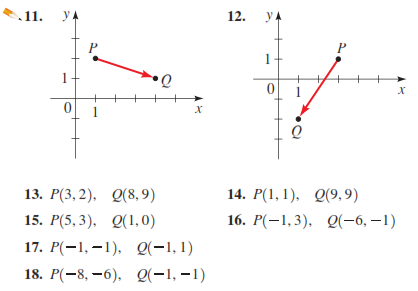 11.
y
P
1
Q
0
1
x
12.
y
P
1
0
1
x
Q
13. P(3, 2), Q(8, 9)
14. P(1, 1), Q(9, 9)
15. P(5, 3), Q(1, 0)
16. P(−1, 3), Q(−6, −1)
17. P(−1, −1), Q(−1, 1)
18. P(−8, −6), Q(−1, −1)